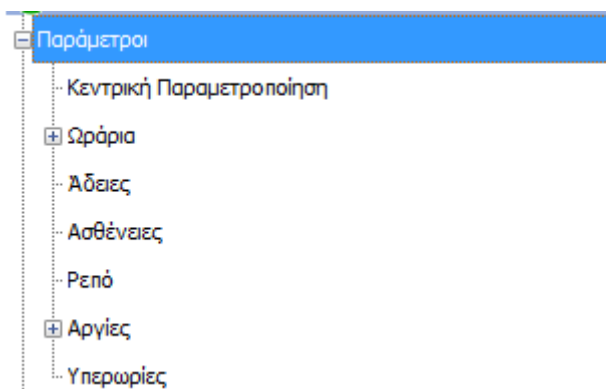 Παράμετροι
Κεντρική Παραμετροποίηση
Ωράρια
Άδειες
Ασθένειες
Ρεπό
Αργίες
Υπερωρίες